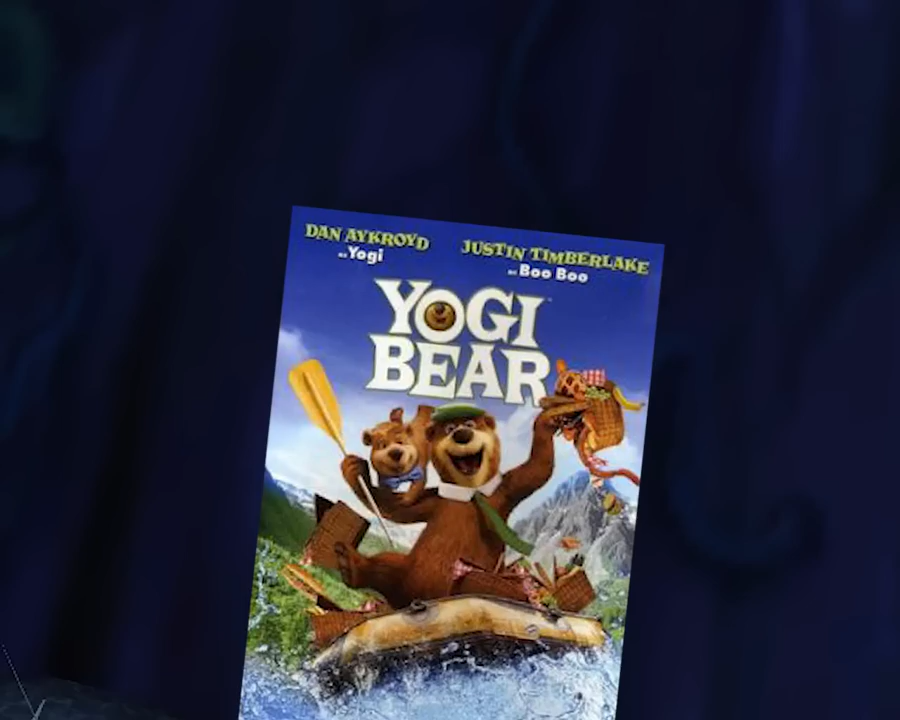 DAN AYKROYD
AS Yogi
JUSTIN TIMBERLAKE
AS Boo Boo
YOGI
BEAR